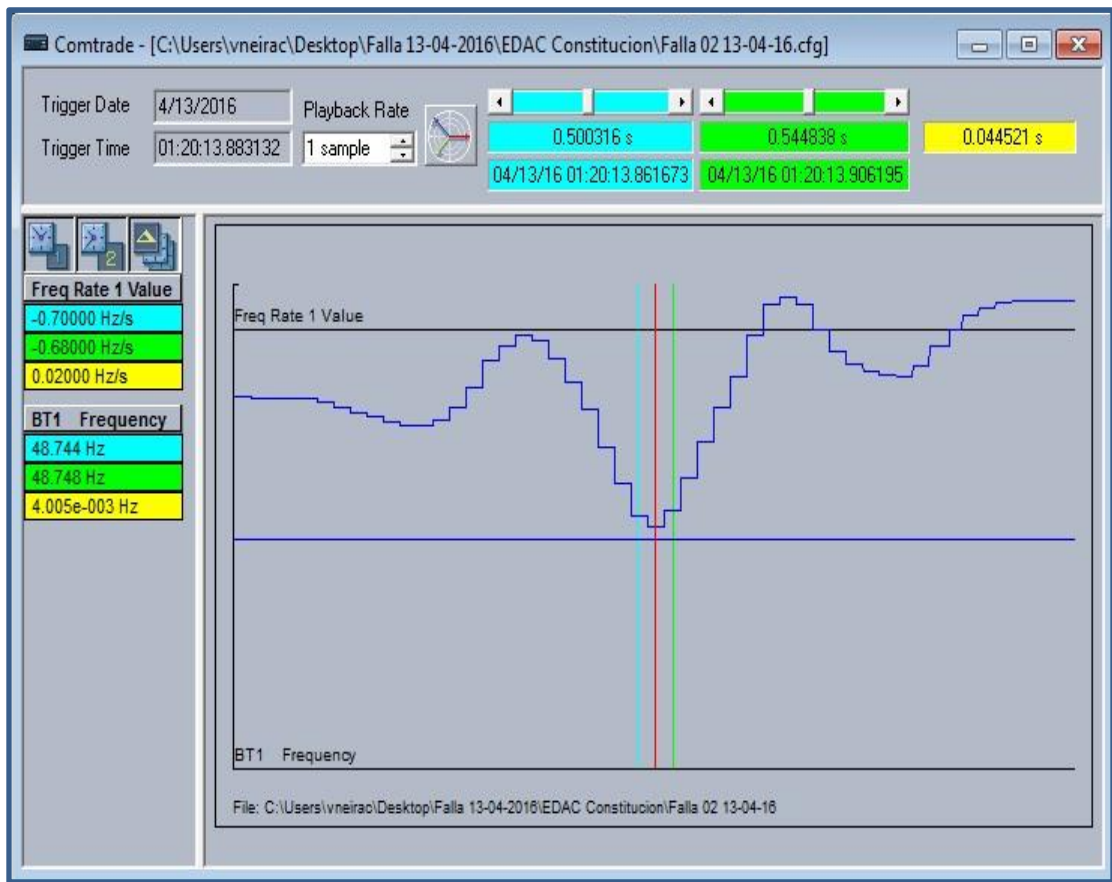 Comtrade - [C:\Users\vneirac\Desktop\Falla 13-04-2016\EDAC Constitucion\Falla 02 13-04-16.cfg]
Trigger Date
4/13/2016
Playback Rate
Trigger Time
01:20:13.883132
1 sample
0.500316 s
0.544838 s
0.044521 s
04/13/16 01:20:13.861673
04/13/16 01:20:13.906195
1
2
Freq Rate 1 Value
-0.70000 Hz/s
-0.68000 Hz/s
0.02000 Hz/s
BT1 Frequency
48.744 Hz
48.748 Hz
4.005e-003 Hz
Freq Rate 1 Value
BT1 Frequency
File: C:\Users\vneirac\Desktop\Falla 13-04-2016\EDAC Constitucion\Falla 02 13-04-16